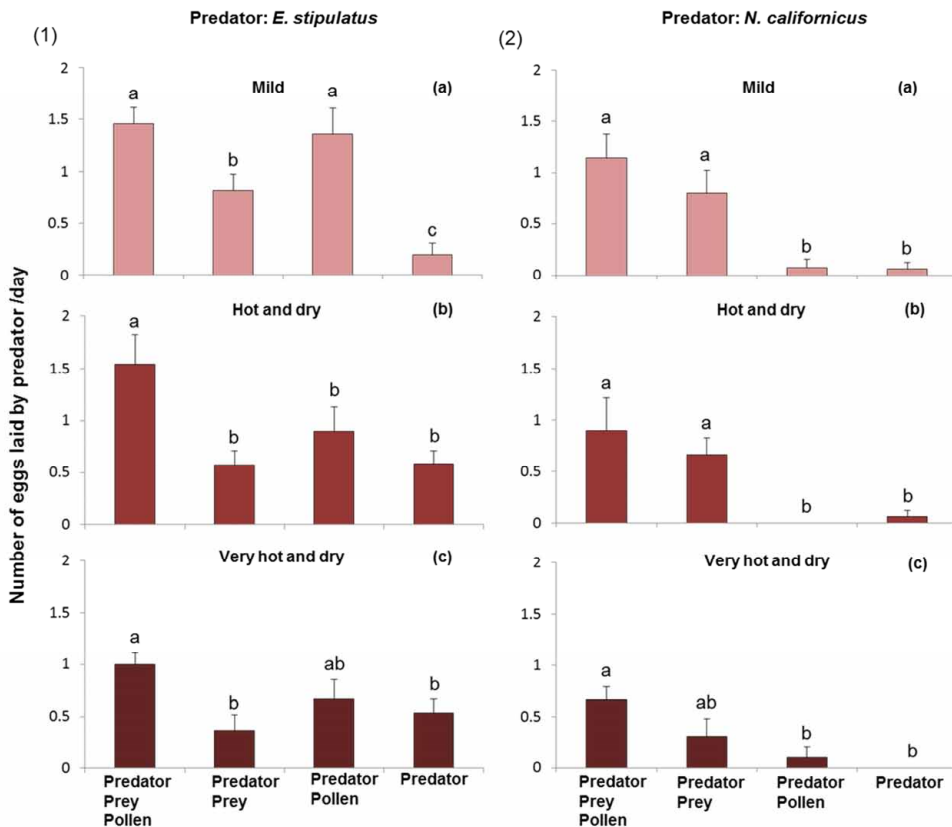 Predator: E. stipulatus
(1)
2
1.5
1
0.5
0
Mild
(a)
a
b
a
c
2
1.5
1
0.5
0
Hot and dry
(b)
a
b
b
b
2
1.5
1
0.5
0
Very hot and dry
(c)
a
b
ab
b
Predator
Prey
Pollen
Predator
Prey
Predator
Pollen
Predator
Number of eggs laid by predator /day
Predator: N. californicus
(2)
2
1.5
1
0.5
0
Mild
(a)
a
a
b
b
2
1.5
1
0.5
0
Hot and dry
(b)
a
a
b
b
2
1.5
1
0.5
0
Very hot and dry
(c)
a
ab
b
b
Predator
Prey
Pollen
Predator
Prey
Predator
Pollen
Predator